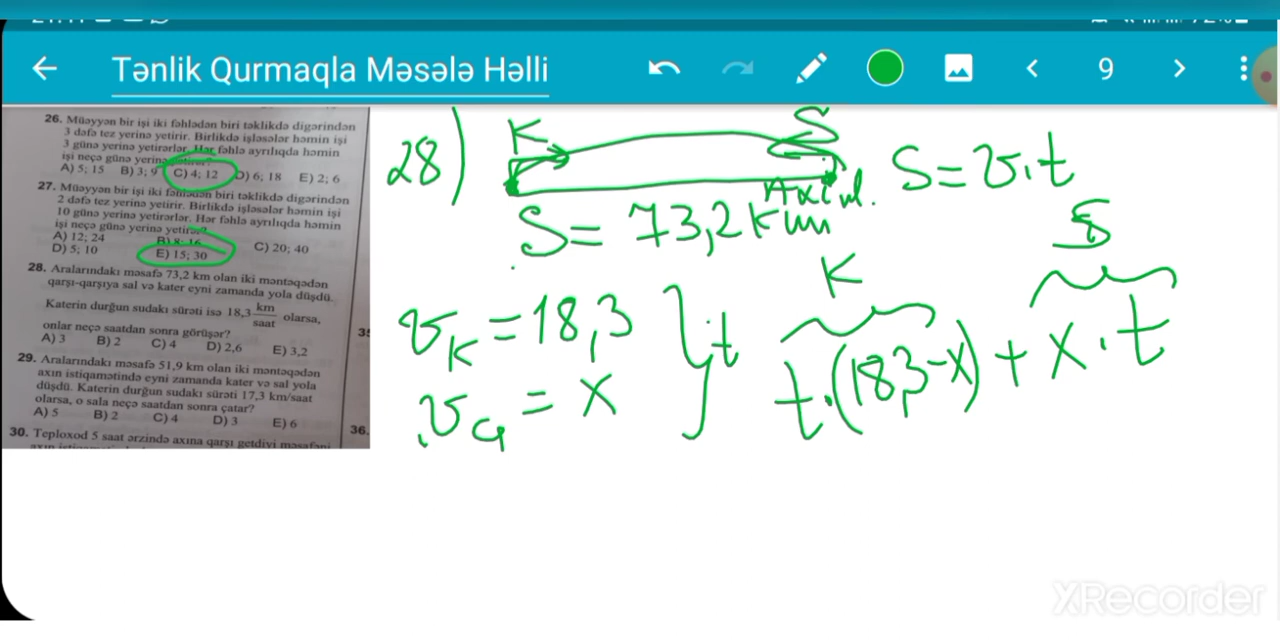 Tənlik Qurmaqla Məsələ Həlli
9
26. Müəyyən bir işi iki fəhlədən biri təklikdə digərindən
3 dəfə tez yerinə yetirir. Birlikdə işləsələr həmin işi
3 günə yerinə yetirərlər. Hər fəhlə ayrılıqda həmin
işi neçə günə yerinə yetirər?
A) 5; 15 B) 3; 9 C) 4; 12 D) 6; 18 E) 2; 6
27. Müəyyən bir işi iki fəhlədən biri təklikdə digərindən
2 dəfə tez yerinə yetirir. Birlikdə işləsələr həmin işi
10 günə yerinə yetirərlər. Hər fəhlə ayrılıqda həmin
işi neçə günə yerinə yetirər?
A) 12; 24 B) 8; 16 C) 20; 40
D) 5; 10 E) 15; 30
28. Aralarındakı məsafə 73,2 km olan iki məntəqədən
qarşı-qarşıya sal və kater eyni zamanda yola düşdü.
Katerin durğun sudakı sürəti isə 18,3 km/saat olarsa,
onlar neçə saatdan sonra görüşər?
A) 3 B) 2 C) 4 D) 2,6 E) 3,2
29. Aralarındakı məsafə 51,9 km olan iki məntəqədən
axın istiqamətində eyni zamanda kater və sal yola
düşdü. Katerin durğun sudakı sürəti 17,3 km/saat
olarsa, o sala neçə saatdan sonra çatar?
A) 5 B) 2 C) 4 D) 3 E) 6
30. Teploxod 5 saat ərzində axına qarşı getdiyi məsafəni
36.
28) K S
Axın.
S = 73,2 km
S = v.t
K S
v_K = 18,3 } t
v_a = x
t.(18,3-x) + x.t
XRecorder